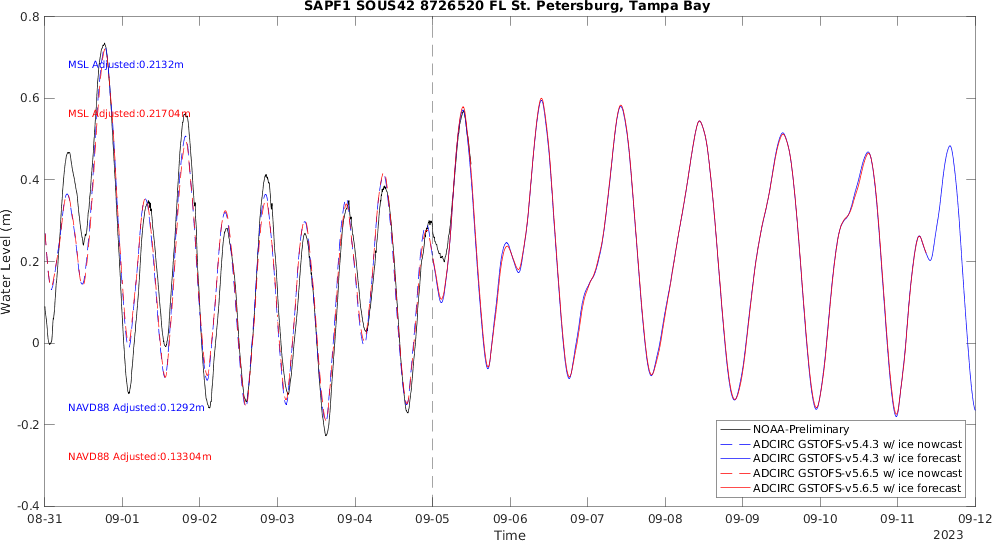 SAPF1 SOUS42 8726520 FL St. Petersburg, Tampa Bay
0.8
0.6
0.4
0.2
0
-0.2
-0.4
Water Level (m)
MSL Adjusted:0.2132m
MSL Adjusted:0.21704m
NAVD88 Adjusted:0.1292m
NAVD88 Adjusted:0.13304m
NOAA-Preliminary
ADCIRC GSTOFS-v5.4.3 w/ ice nowcast
ADCIRC GSTOFS-v5.4.3 w/ ice forecast
ADCIRC GSTOFS-v5.6.5 w/ ice nowcast
ADCIRC GSTOFS-v5.6.5 w/ ice forecast
08-31 09-01 09-02 09-03 09-04 09-05 09-06 09-07 09-08 09-09 09-10 09-11 09-12
Time
2023